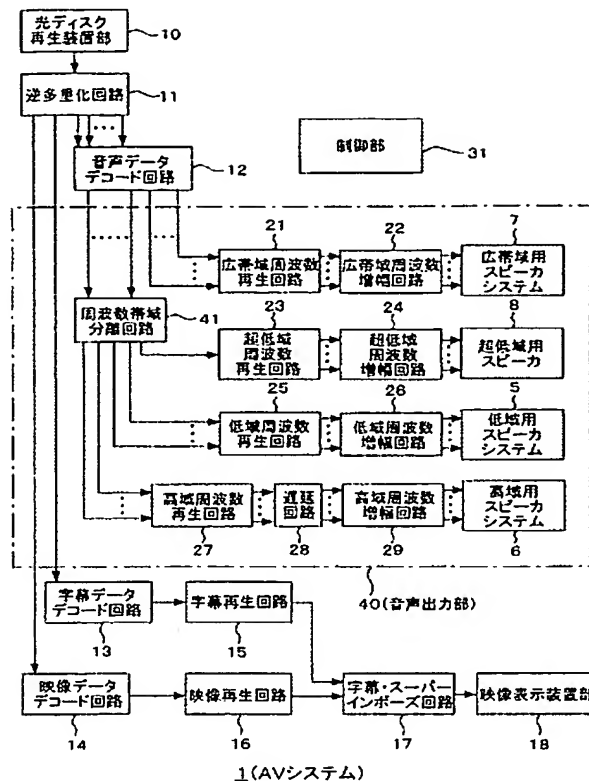 光ディスク
再生装置部
10
逆多重化回路
11
音声データ
デコード回路
12
制御部
31
21
広帯域周波数
再生回路
22
広帯域周波数
増幅回路
7
広帯域用
スピーカ
システム
周波数帯域
分離回路
41
23
超低域
周波数
再生回路
24
超低域
周波数
増幅回路
8
超低域用
スピーカ
25
低域周波数
再生回路
26
低域周波数
増幅回路
5
低域用
スピーカ
システム
高域周波数
再生回路
27
遅延
回路
28
高域周波数
増幅回路
29
高域用
スピーカ
システム
6
40(音声出力部)
字幕データ
デコード回路
13
字幕再生回路
15
映像データ
デコード回路
14
映像再生回路
16
字幕・スーパー
インポーズ回路
17
映像表示装置部
18
1(AVシステム)